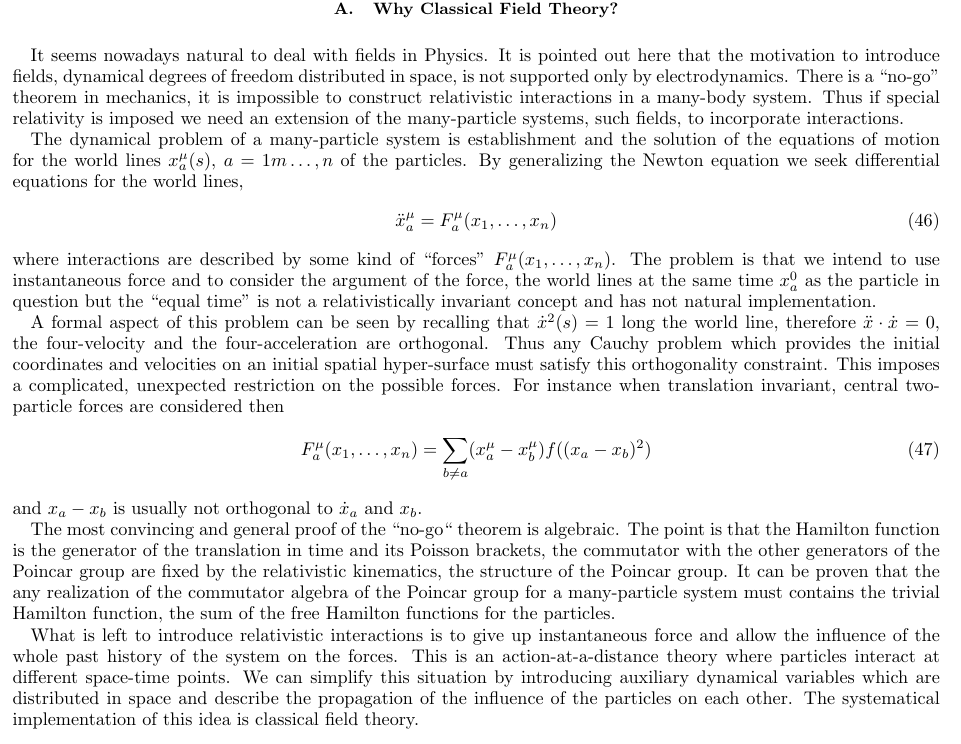 A. Why Classical Field Theory?
It seems nowadays natural to deal with fields in Physics. It is pointed out here that the motivation to introduce
fields, dynamical degrees of freedom distributed in space, is not supported only by electrodynamics. There is a “no-go”
theorem in mechanics, it is impossible to construct relativistic interactions in a many-body system. Thus if special
relativity is imposed we need an extension of the many-particle systems, such fields, to incorporate interactions.
The dynamical problem of a many-particle system is establishment and the solution of the equations of motion
for the world lines $x_a^\mu(s)$, $a = 1m\ldots,n$ of the particles. By generalizing the Newton equation we seek differential
equations for the world lines,
$\ddot{x}_a^\mu = F_a^\mu(x_1,\ldots,x_n)$ (46)
where interactions are described by some kind of “forces” $F_a^\mu(x_1,\ldots,x_n)$. The problem is that we intend to use
instantaneous force and to consider the argument of the force, the world lines at the same time $x_a^0$ as the particle in
question but the “equal time” is not a relativistically invariant concept and has not natural implementation.
A formal aspect of this problem can be seen by recalling that $\dot{x}^2(s) = 1$ long the world line, therefore $\ddot{x}\cdot\dot{x} = 0$,
the four-velocity and the four-acceleration are orthogonal. Thus any Cauchy problem which provides the initial
coordinates and velocities on an initial spatial hyper-surface must satisfy this orthogonality constraint. This imposes
a complicated, unexpected restriction on the possible forces. For instance when translation invariant, central two-
particle forces are considered then
$F_a^\mu(x_1,\ldots,x_n) = \sum_{b\neq a}(x_a^\mu - x_b^\mu)f((x_a - x_b)^2)$ (47)
and $x_a - x_b$ is usually not orthogonal to $\dot{x}_a$ and $x_b$.
The most convincing and general proof of the “no-go“ theorem is algebraic. The point is that the Hamilton function
is the generator of the translation in time and its Poisson brackets, the commutator with the other generators of the
Poincar group are fixed by the relativistic kinematics, the structure of the Poincar group. It can be proven that the
any realization of the commutator algebra of the Poincar group for a many-particle system must contains the trivial
Hamilton function, the sum of the free Hamilton functions for the particles.
What is left to introduce relativistic interactions is to give up instantaneous force and allow the influence of the
whole past history of the system on the forces. This is an action-at-a-distance theory where particles interact at
different space-time points. We can simplify this situation by introducing auxiliary dynamical variables which are
distributed in space and describe the propagation of the influence of the particles on each other. The systematical
implementation of this idea is classical field theory.